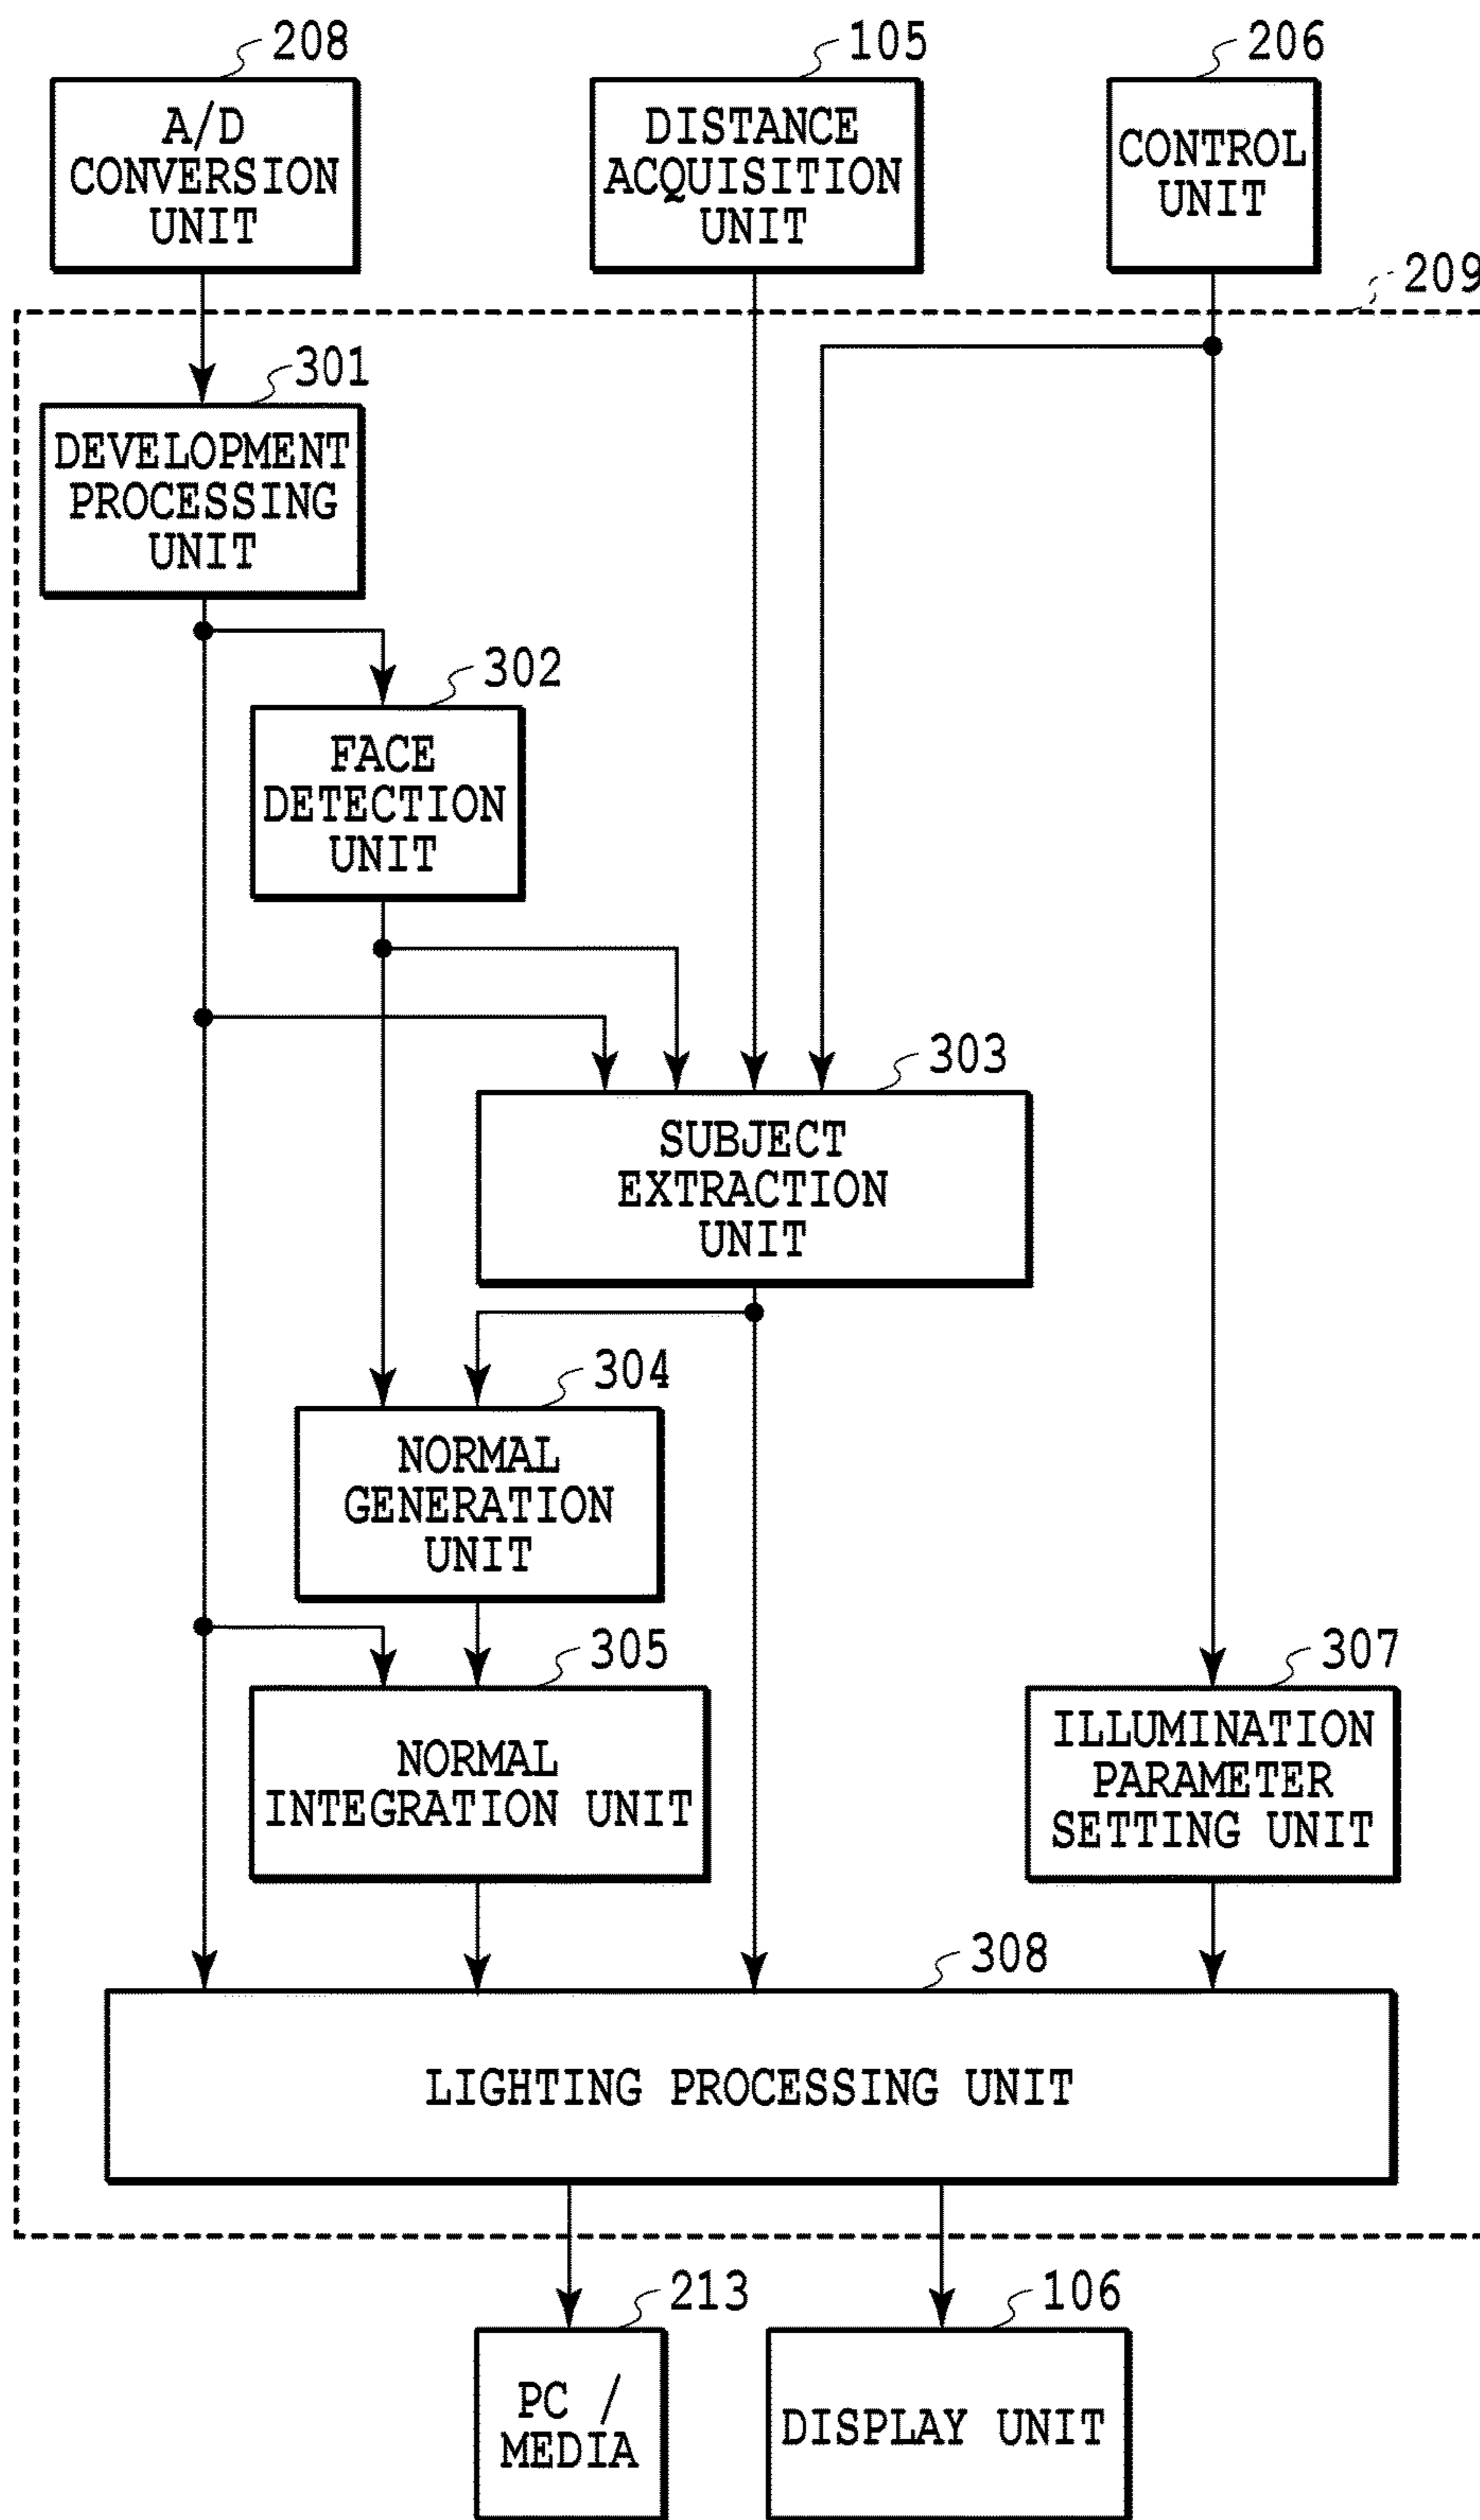 208
105
206
A/D
CONVERSION
UNIT
DISTANCE
ACQUISITION
UNIT
CONTROL
UNIT
209
301
DEVELOPMENT
PROCESSING
UNIT
302
FACE
DETECTION
UNIT
303
SUBJECT
EXTRACTION
UNIT
304
NORMAL
GENERATION
UNIT
305
NORMAL
INTEGRATION UNIT
307
ILLUMINATION
PARAMETER
SETTING UNIT
308
LIGHTING PROCESSING UNIT
213
106
PC /
MEDIA
DISPLAY UNIT